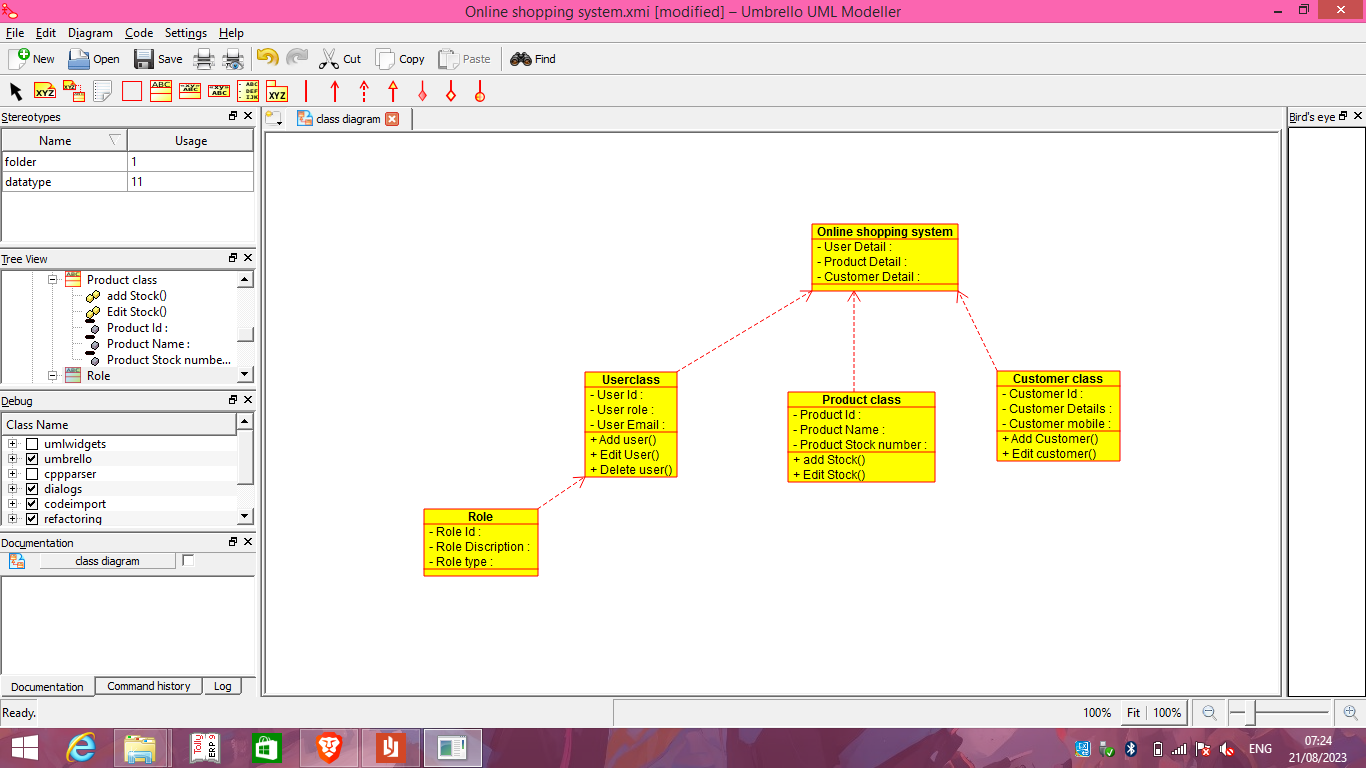 Online shopping system.xmi [modified] – Umbrello UML Modeller
File Edit Diagram Code Settings Help
New Open Save Cut Copy Paste Find
Stereotypes
Name Usage
folder 1
datatype 11
Tree View
Product class
add Stock()
Edit Stock()
Product Id :
Product Name :
Product Stock numbe...
Role
Debug
Class Name
umlwidgets
umbrello
cppparser
dialogs
codeimport
refactoring
Documentation
class diagram
Documentation Command history Log
Ready.
class diagram
Online shopping system
- User Detail :
- Product Detail :
- Customer Detail :
Userclass
- User Id :
- User role :
- User Email :
+ Add user()
+ Edit User()
+ Delete user()
Product class
- Product Id :
- Product Name :
- Product Stock number :
+ add Stock()
+ Edit Stock()
Customer class
- Customer Id :
- Customer Details :
- Customer mobile :
+ Add Customer()
+ Edit customer()
Role
- Role Id :
- Role Discription :
- Role type :
Bird's eye
100% Fit 100%
ENG
07:24
21/08/2023